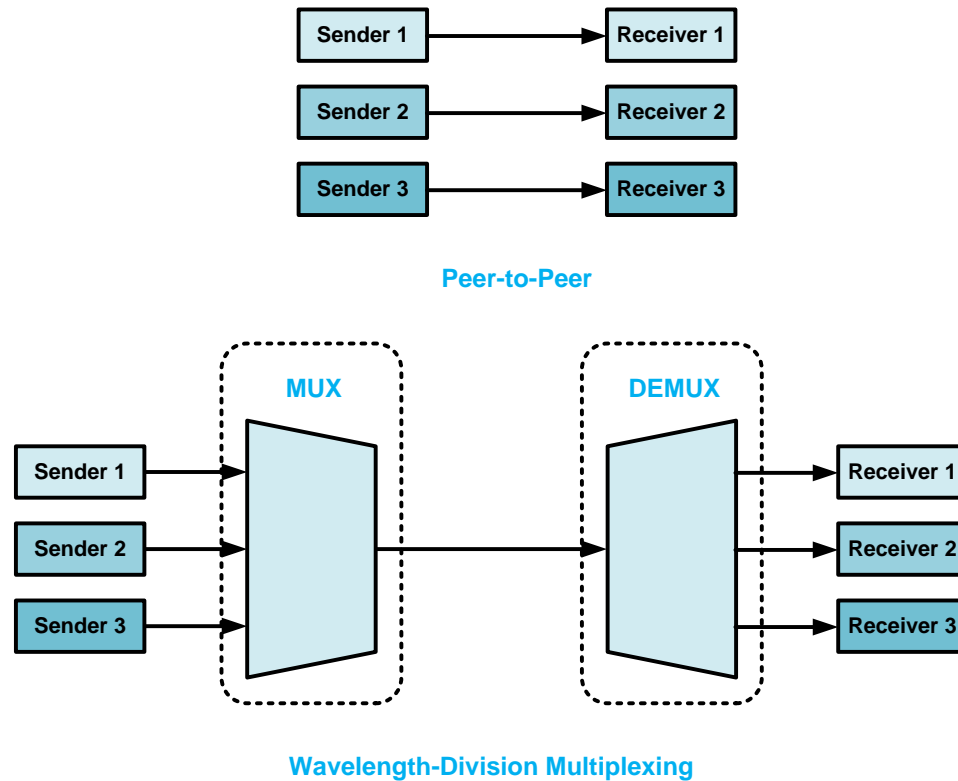 Sender 1
Receiver 1
Sender 2
Receiver 2
Sender 3
Receiver 3
Peer-to-Peer
MUX
DEMUX
Sender 1
Receiver 1
Sender 2
Receiver 2
Sender 3
Receiver 3
Wavelength-Division Multiplexing